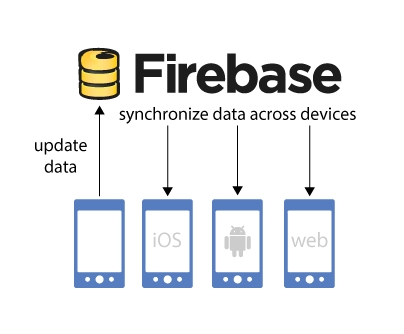 Firebase
synchronize data across devices
update
data
iOS
web